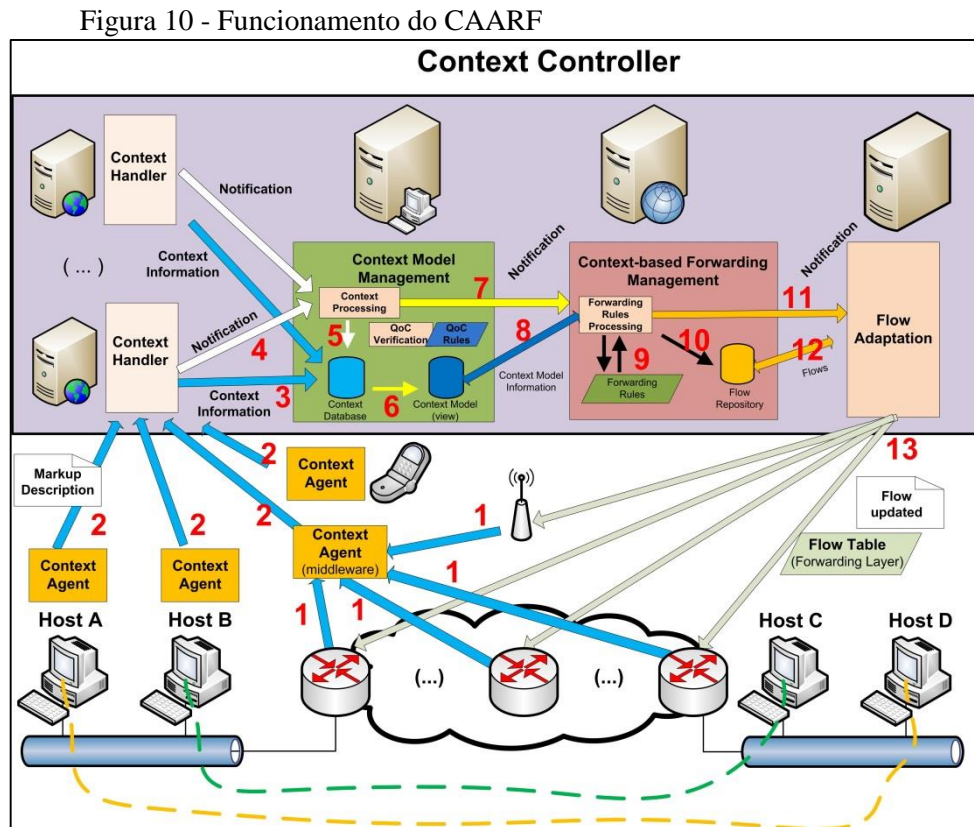 Figura 10 - Funcionamento do CAARF
Context Controller
Context
Handler
Notification
Context
Information
(...)
Context
Handler
Notification
4
Context
Information
3
Context Model
Management
Context
Processing
5
QoC
Verification
QoC
Rules
Context
Database
6
Context Model
(view)
7
Notification
8
Context Model
Information
Context-based Forwarding
Management
Forwarding
Rules
Processing
9
10
Forwarding
Rules
Flow
Repository
Notification
11
12
Flows
Flow
Adaptation
Markup
Description
2
2
2
2
Context
Agent
Context
Agent
Context
Agent
Context
Agent
(middleware)
1
1
1
1
13
Flow
updated
Flow Table
(Forwarding Layer)
Host A
Host B
(...)
(...)
Host C
Host D